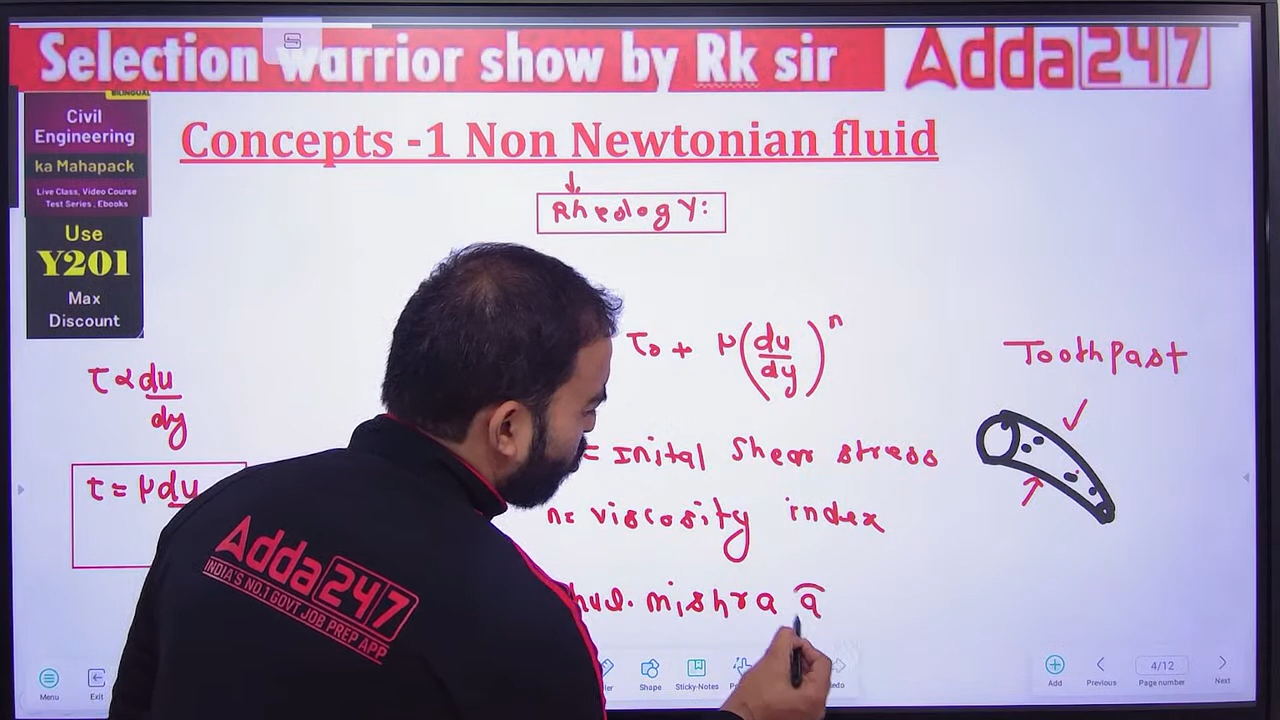 Selection warrior show by Rk sir
Adda247
BILINGUAL
Civil
Engineering
ka Mahapack
Live Class, Video Course
Test Series, Ebooks
Use
Y201
Max
Discount
Concepts -1 Non Newtonian fluid
Rheology:
τ ∝ du/dy
τ = μ du
τ₀ + μ(du/dy)ⁿ
= Inital Shear stress
n= viscosity index
mishra a
Toothpast
Adda247
INDIA'S NO.1 GOVT JOB PREP APP
Menu
Exit
Shape
Sticky-Notes
Add
Previous
4/12
Page number
Next